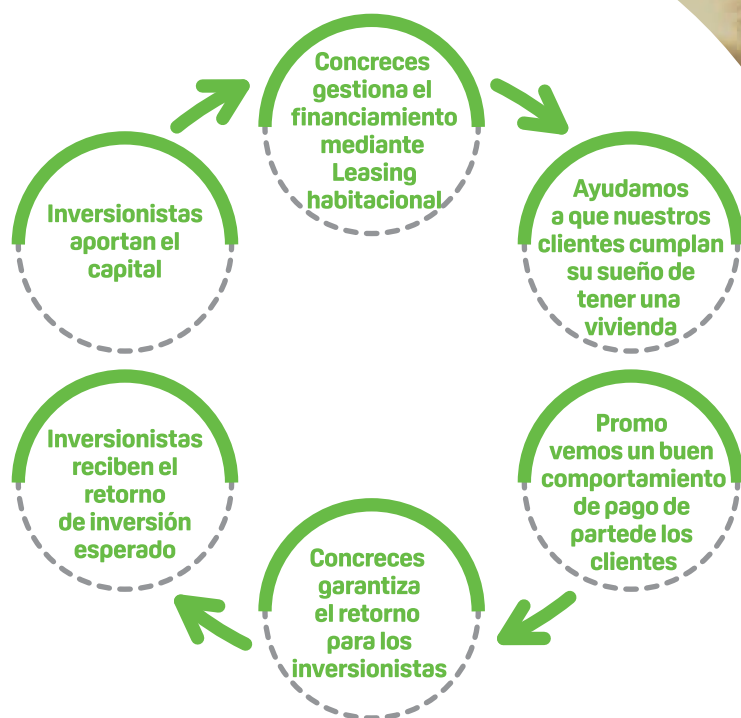 Inversionistas
aportan el
capital
Concreces
gestiona el
financiamiento
mediante
Leasing
habitacional
Ayudamos
a que nuestros
clientes cumplan
su sueño de
tener una
vivienda
Promo
vemos un buen
comportamiento
de pago de
partede los
clientes
Concreces
garantiza
el retorno
para los
inversionistas
Inversionistas
reciben el
retorno
de inversión
esperado